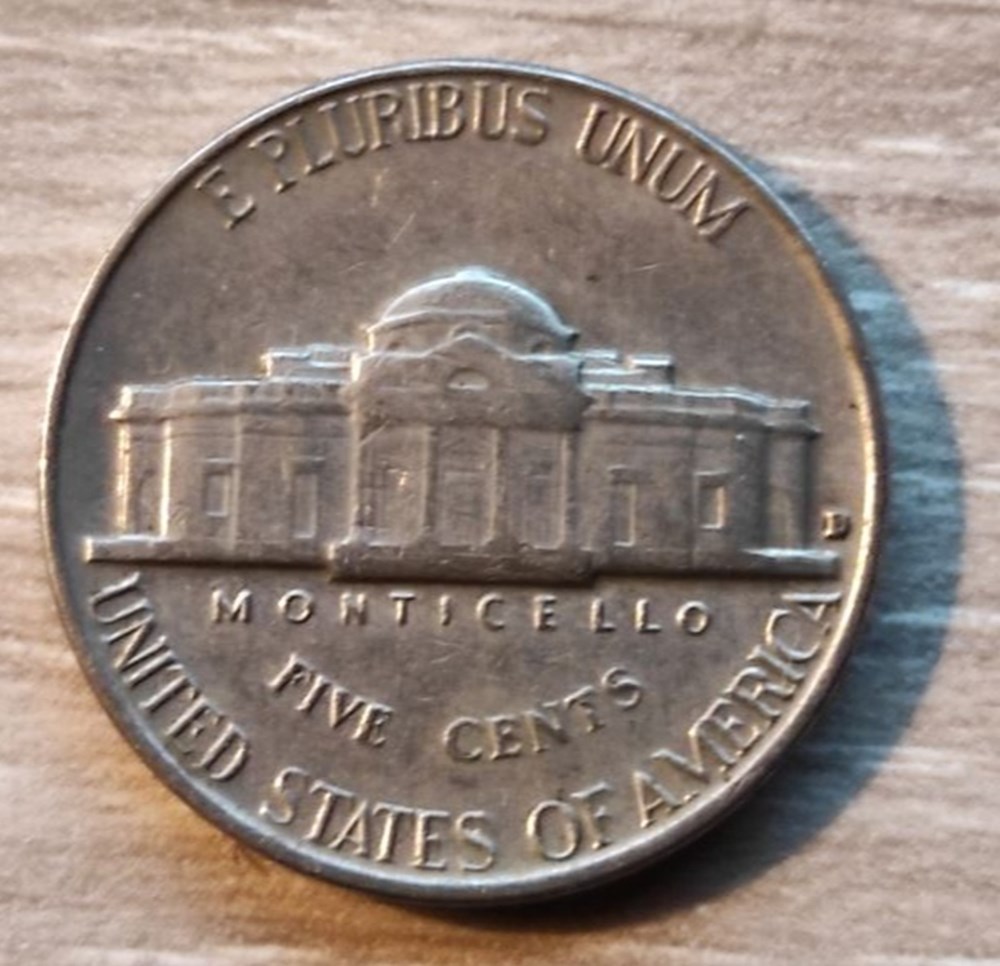 E PLURIBUS UNUM
D
MONTICELLO
FIVE CENTS
UNITED STATES OF AMERICA